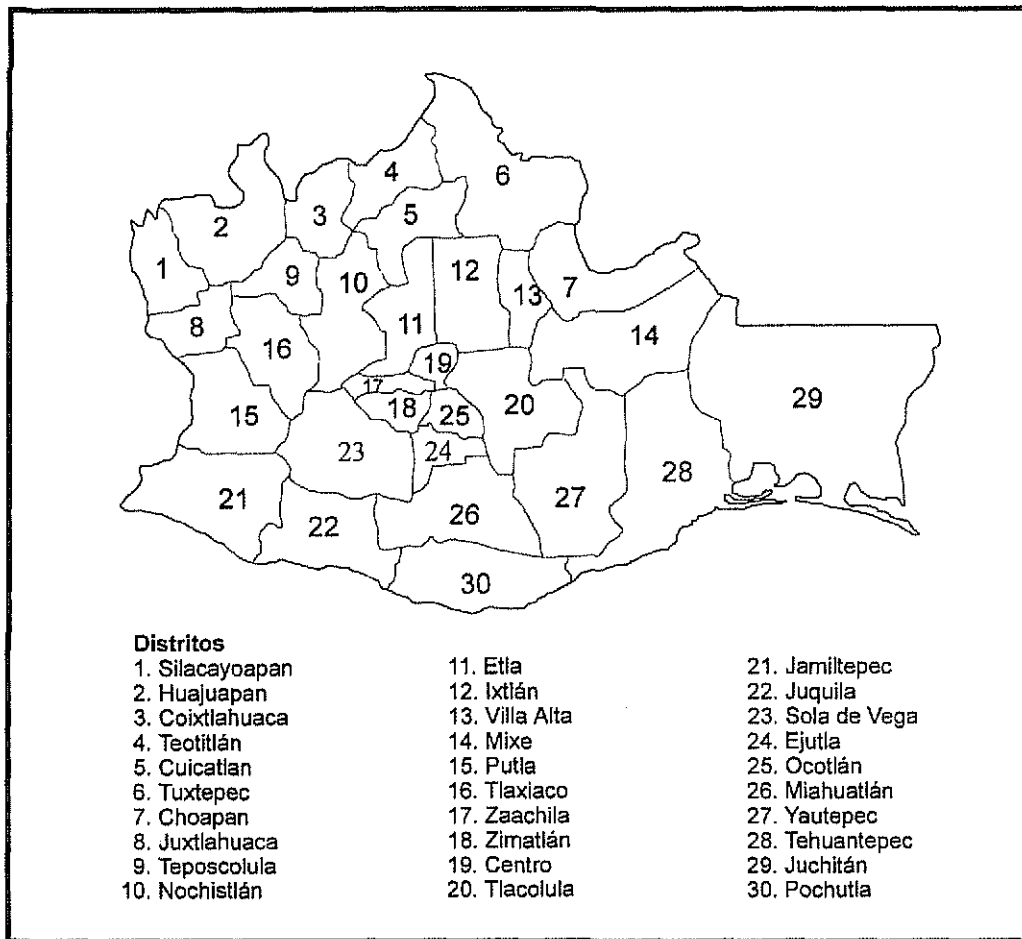 4
6
2
3
5
12
1
9
10
7
13
8
11
14
16
19
17
20
29
15
18
25
23
24
28
21
27
22
26
30
Distritos
1. Silacayoapan
2. Huajuapan
3. Coixtlahuaca
4. Teotitlán
5. Cuicatlan
6. Tuxtepec
7. Choapan
8. Juxtlahuaca
9. Teposcolula
10. Nochistlán
11. Etla
12. Ixtlán
13. Villa Alta
14. Mixe
15. Putla
16. Tlaxiaco
17. Zaachila
18. Zimatlán
19. Centro
20. Tlacolula
21. Jamiltepec
22. Juquila
23. Sola de Vega
24. Ejutla
25. Ocotlán
26. Miahuatlán
27. Yautepec
28. Tehuantepec
29. Juchitán
30. Pochutla